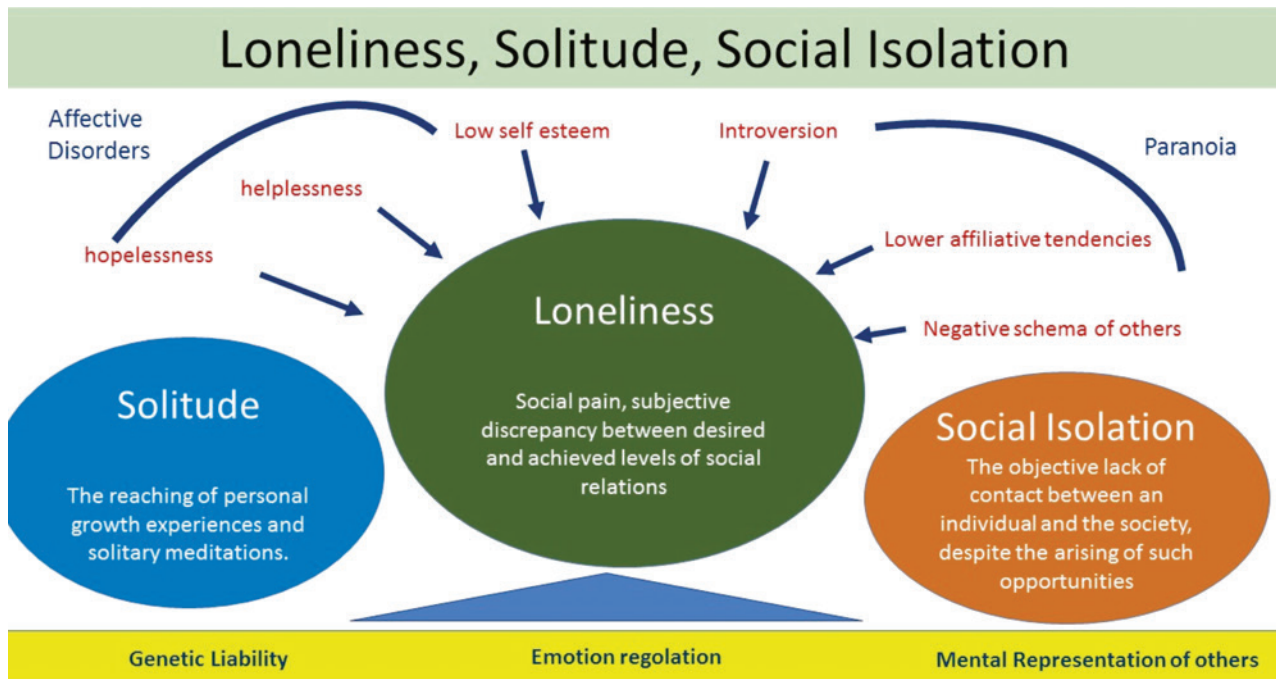 Loneliness, Solitude, Social Isolation
Affective
Disorders
Low self esteem
Introversion
Paranoia
helplessness
hopelessness
Lower affiliative tendencies
Negative schema of others
Loneliness
Social pain, subjective
discrepancy between desired
and achieved levels of social
relations
Solitude
The reaching of personal
growth experiences and
solitary meditations.
Social Isolation
The objective lack of
contact between an
individual and the society,
despite the arising of such
opportunities
Genetic Liability
Emotion regolation
Mental Representation of others